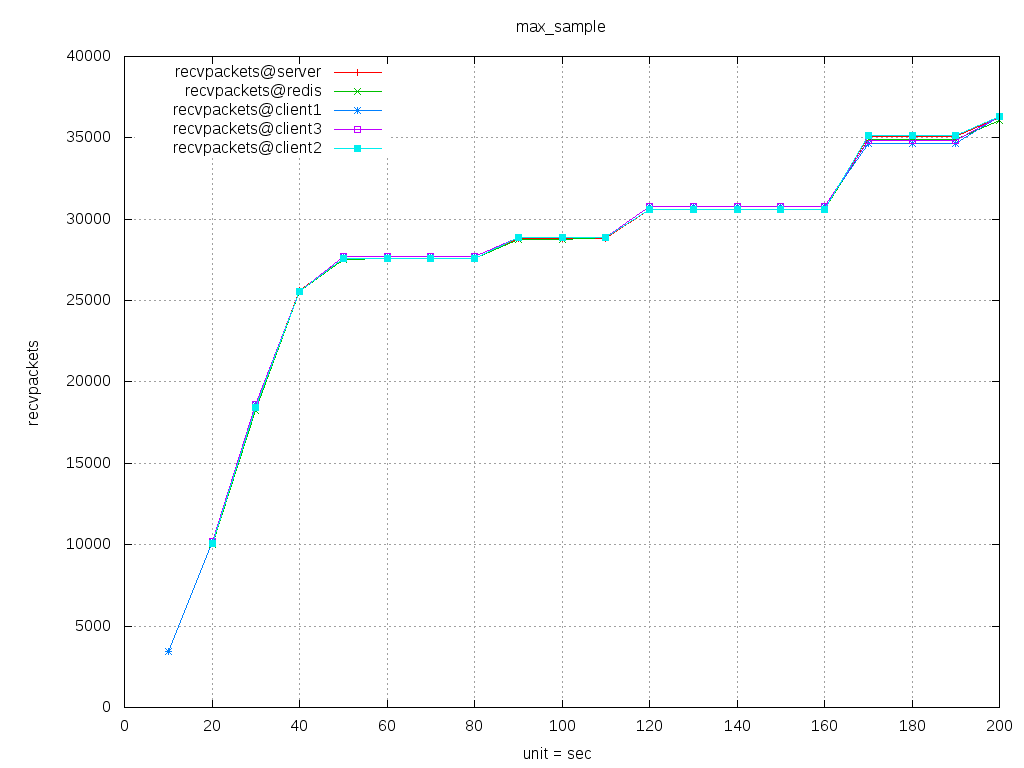 max_sample
recvpackets@server
recvpackets@redis
recvpackets@client1
recvpackets@client3
recvpackets@client2
40000
35000
30000
25000
20000
15000
10000
5000
0
recvpackets
0 20 40 60 80 100 120 140 160 180 200
unit = sec